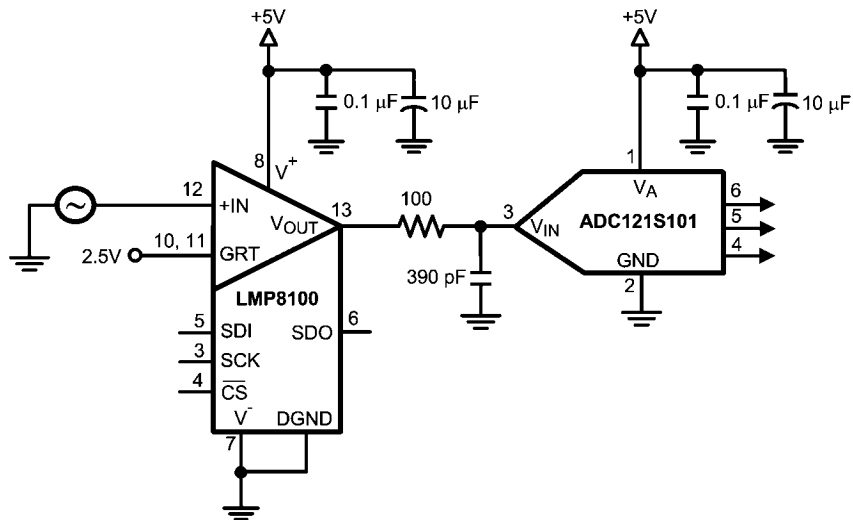 +5V
+5V
0.1 µF
10 µF
0.1 µF
10 µF
8
V+
1
VA
12
+IN
13
VOUT
100
3
VIN
ADC121S101
6
5
4
10, 11
2.5V
GRT
GND
2
LMP8100
390 pF
5
SDI
6
SDO
3
SCK
4
CS
V-
DGND
7